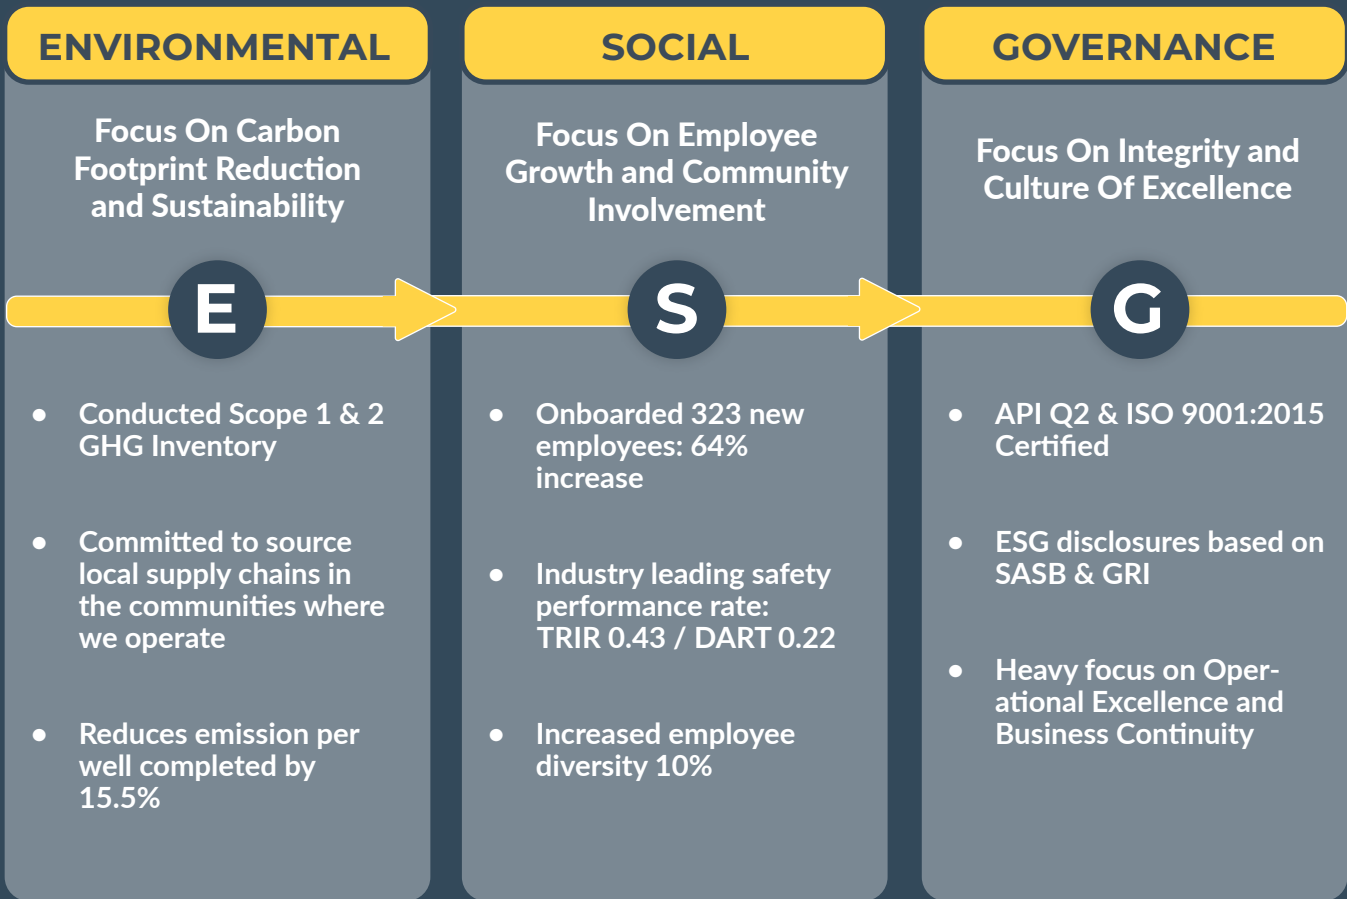 ENVIRONMENTAL
Focus On Carbon
Footprint Reduction
and Sustainability
E
● Conducted Scope 1 & 2
GHG Inventory
● Committed to source
local supply chains in
the communities where
we operate
● Reduces emission per
well completed by
15.5%
SOCIAL
Focus On Employee
Growth and Community
Involvement
S
● Onboarded 323 new
employees: 64%
increase
● Industry leading safety
performance rate:
TRIR 0.43 / DART 0.22
● Increased employee
diversity 10%
GOVERNANCE
Focus On Integrity and
Culture Of Excellence
G
● API Q2 & ISO 9001:2015
Certified
● ESG disclosures based on
SASB & GRI
● Heavy focus on Oper-
ational Excellence and
Business Continuity